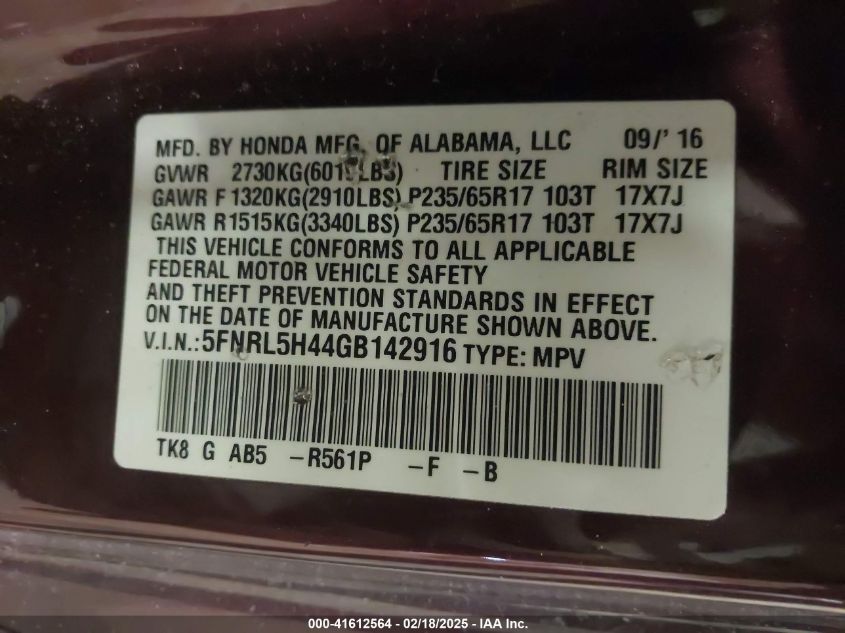 MFD. BY HONDA MFG. OF ALABAMA, LLC 09/' 16
GVWR 2730KG(6019LBS) TIRE SIZE RIM SIZE
GAWR F 1320KG(2910LBS) P235/65R17 103T 17X7J
GAWR R1515KG(3340LBS) P235/65R17 103T 17X7J
THIS VEHICLE CONFORMS TO ALL APPLICABLE
FEDERAL MOTOR VEHICLE SAFETY
AND THEFT PREVENTION STANDARDS IN EFFECT
ON THE DATE OF MANUFACTURE SHOWN ABOVE.
V.I.N.:5FNRL5H44GB142916 TYPE: MPV
TK8 G AB5 -R561P -F -B
000-41612564 - 02/18/2025 - IAA Inc.